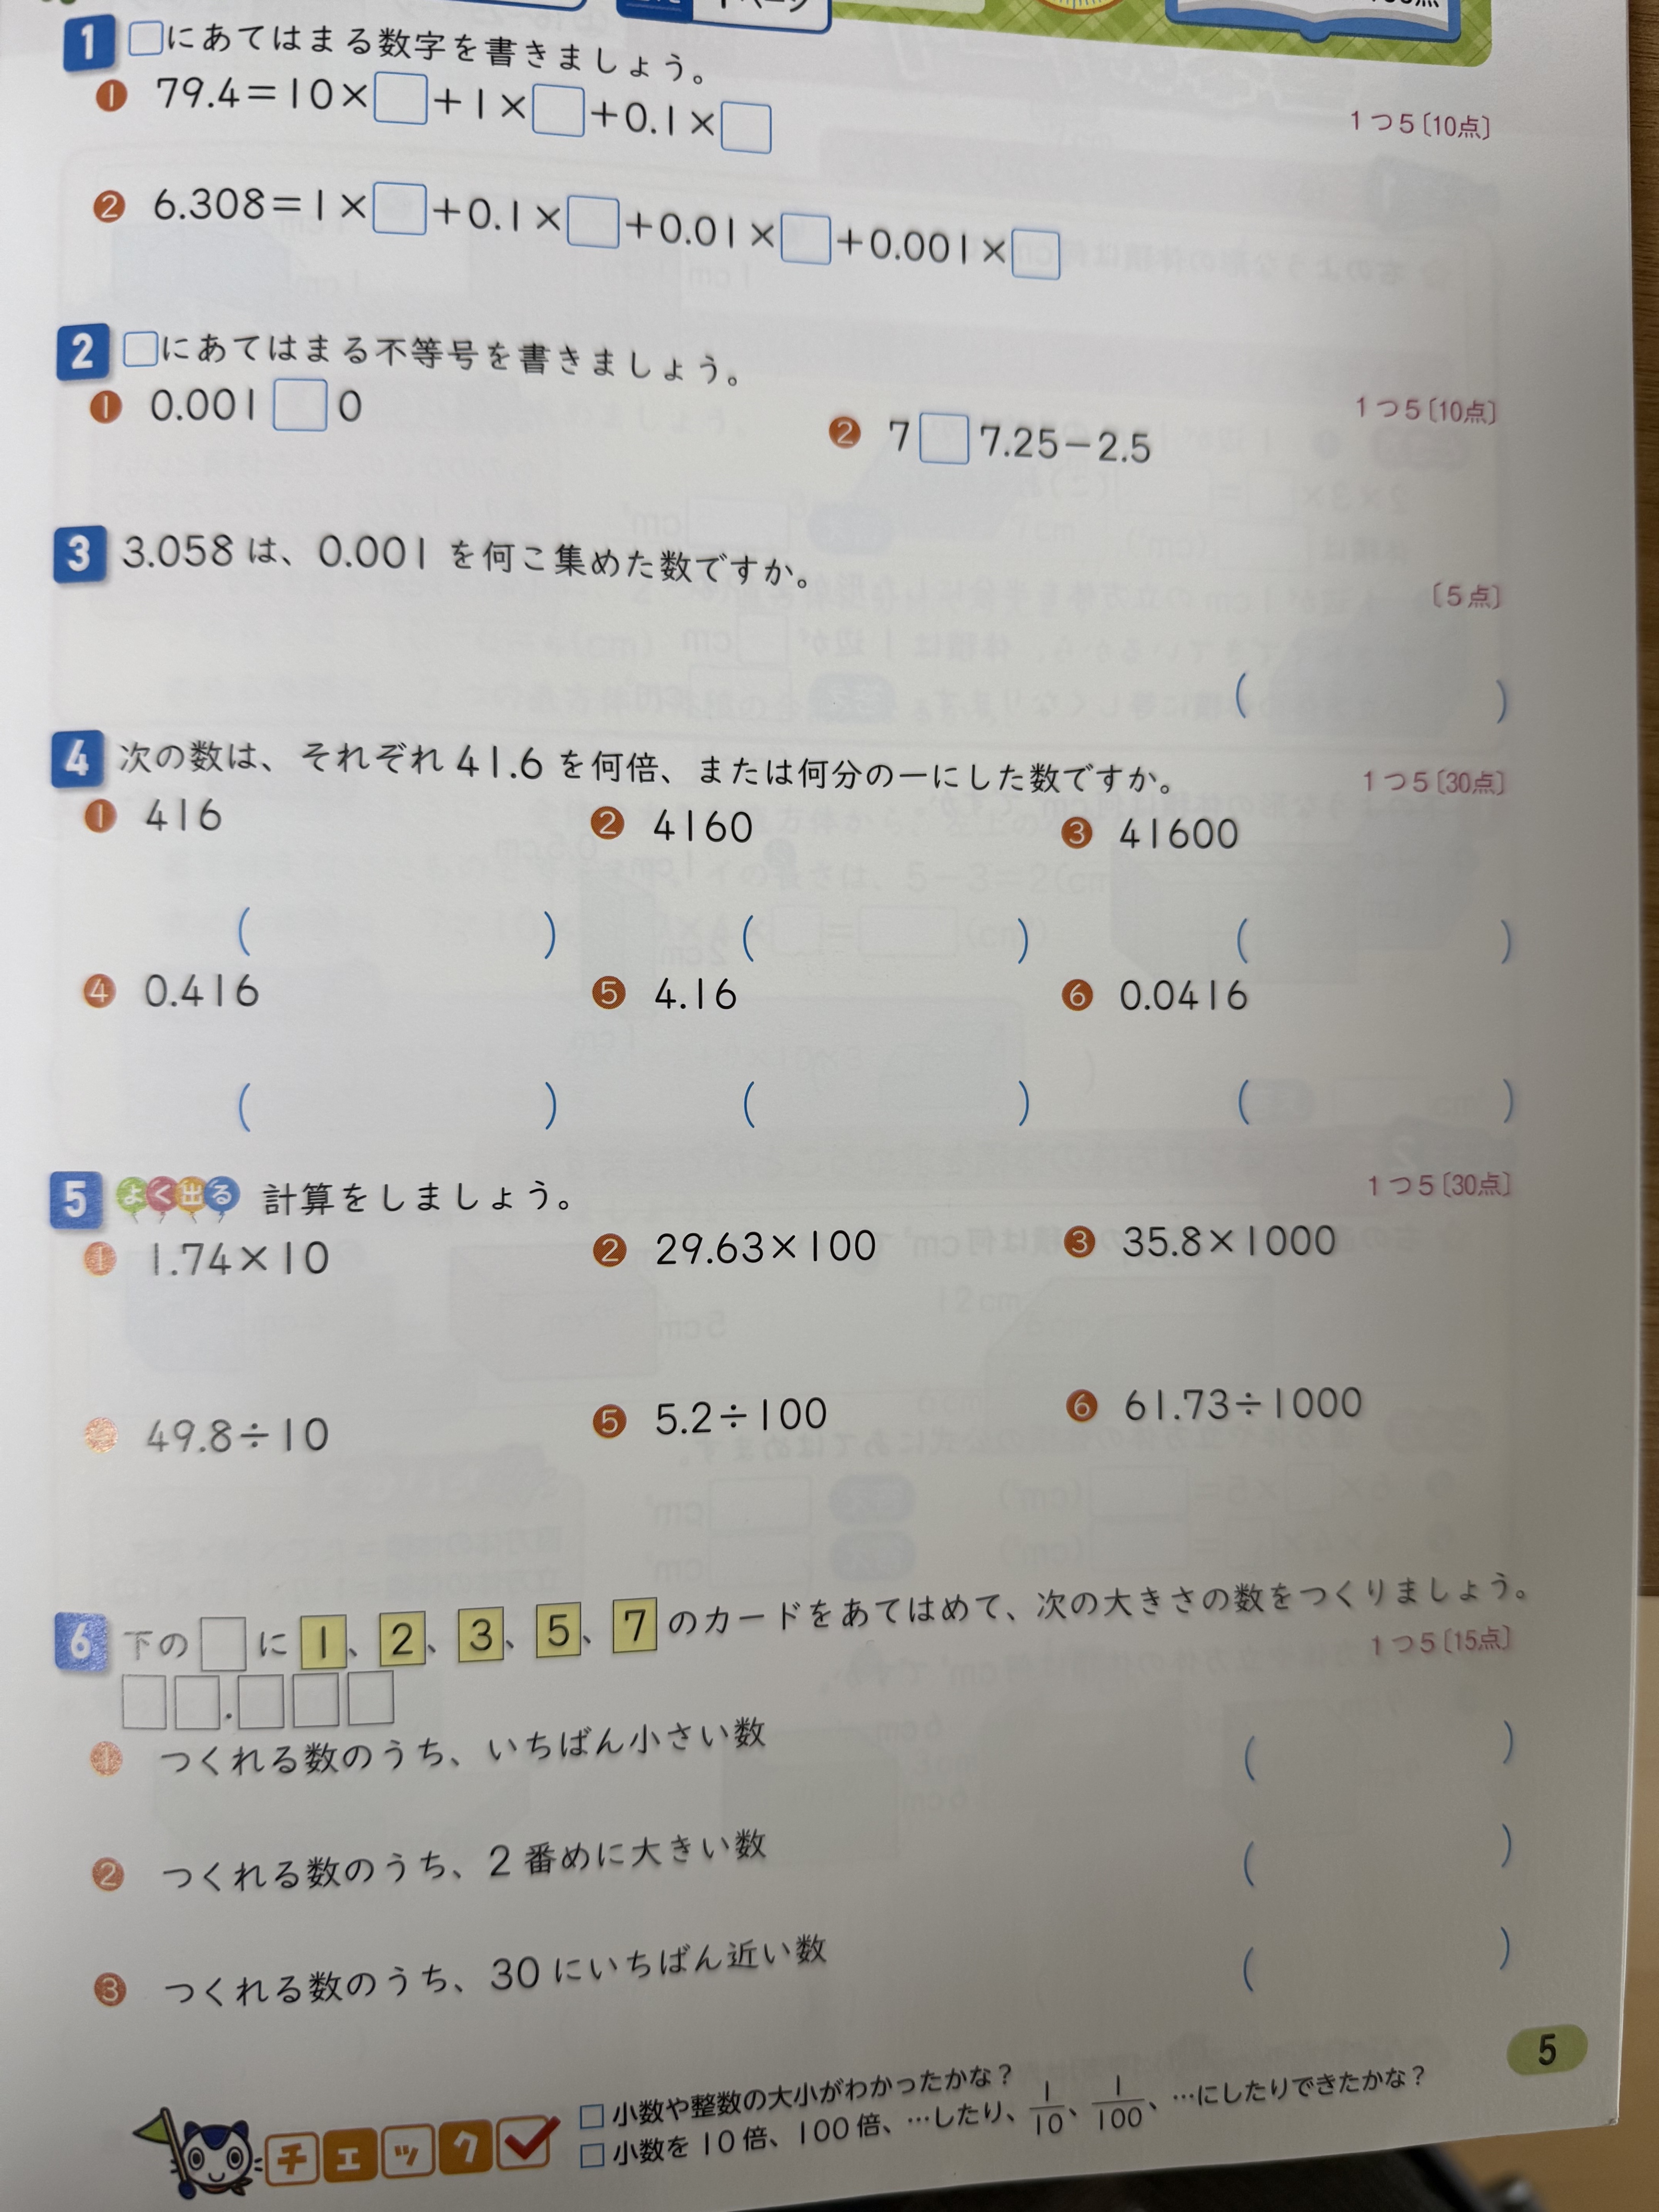 1 □にあてはまる数字を書きましょう。
1つ5〔10点〕
❶ 79.4=10×□+1×□+0.1×□
❷ 6.308=1×□+0.1×□+0.01×□+0.001×□
2 □にあてはまる不等号を書きましょう。
1つ5〔10点〕
❶ 0.001□0
❷ 7□7.25-2.5
3 3.058は、0.001を何こ集めた数ですか。
〔5点〕
( )
4 次の数は、それぞれ41.6を何倍、または何分の一にした数ですか。
1つ5〔30点〕
❶ 416 ❷ 4160 ❸ 41600
( ) ( ) ( )
❹ 0.416 ❺ 4.16 ❻ 0.0416
( ) ( ) ( )
5 よく出る 計算をしましょう。
1つ5〔30点〕
❶ 1.74×10 ❷ 29.63×100 ❸ 35.8×1000
49.8÷10 ❺ 5.2÷100 ❻ 61.73÷1000
6 下の□に1、2、3、5、7のカードをあてはめて、次の大きさの数をつくりましょう。
1つ5〔15点〕
□□.□□□
❶ つくれる数のうち、いちばん小さい数 ( )
❷ つくれる数のうち、2番めに大きい数 ( )
❸ つくれる数のうち、30にいちばん近い数 ( )
5
チェック✓
□小数や整数の大小がわかったかな？
□小数を10倍、100倍、…したり、1/10、1/100、…にしたりできたかな？